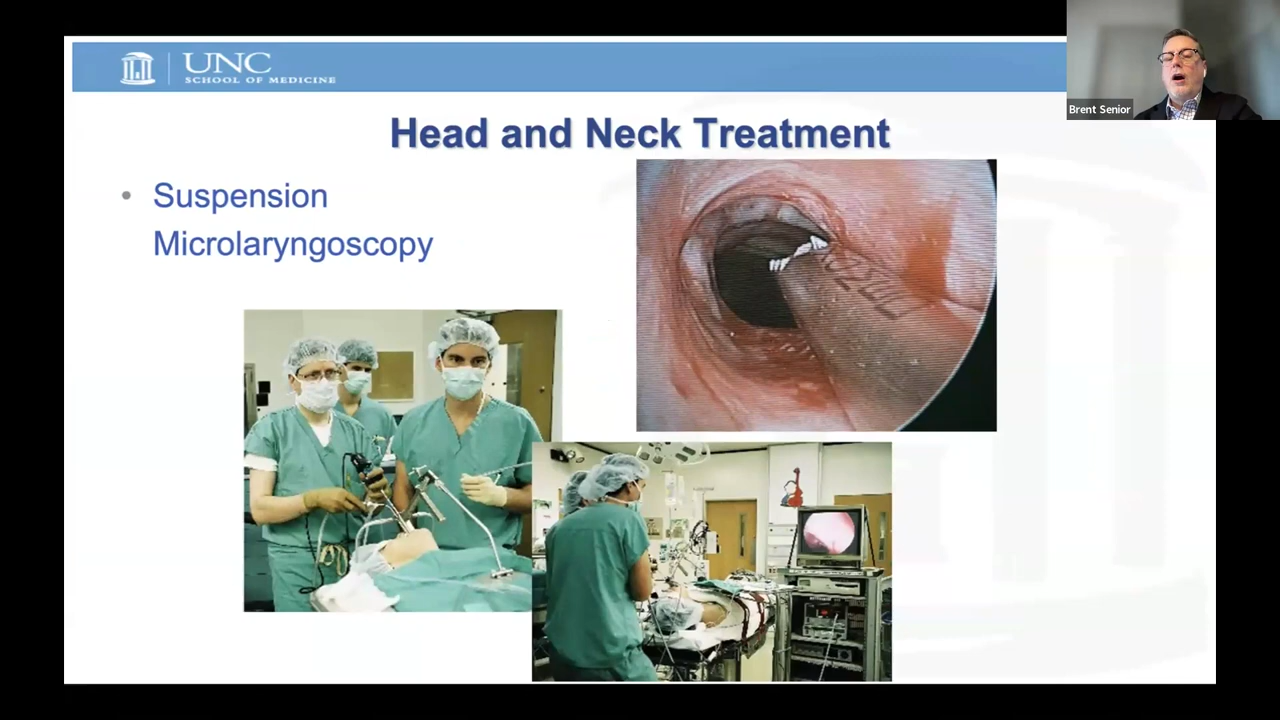 UNC
SCHOOL OF MEDICINE
Brent Senior
Head and Neck Treatment
• Suspension
Microlaryngoscopy